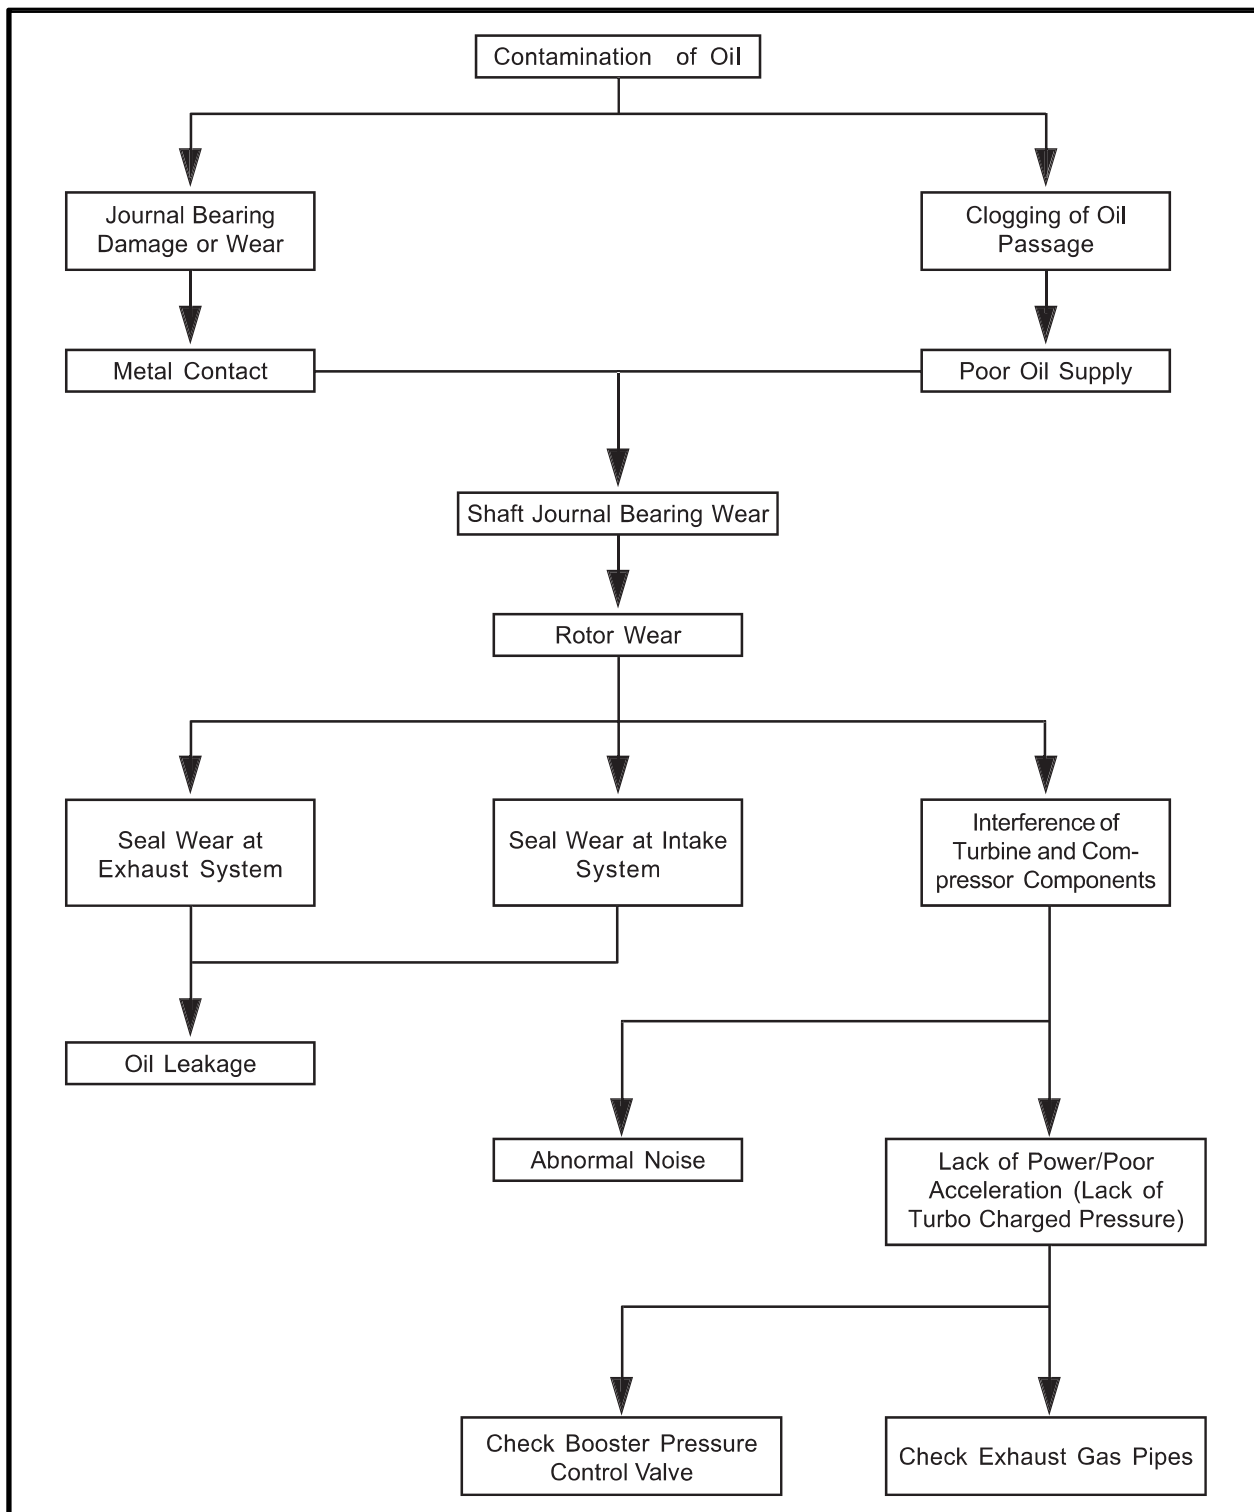 Contamination of Oil
Journal Bearing
Damage or Wear
Clogging of Oil
Passage
Metal Contact
Poor Oil Supply
Shaft Journal Bearing Wear
Rotor Wear
Seal Wear at
Exhaust System
Seal Wear at Intake
System
Interference of
Turbine and Com-
pressor Components
Oil Leakage
Abnormal Noise
Lack of Power/Poor
Acceleration (Lack of
Turbo Charged Pressure)
Check Booster Pressure
Control Valve
Check Exhaust Gas Pipes